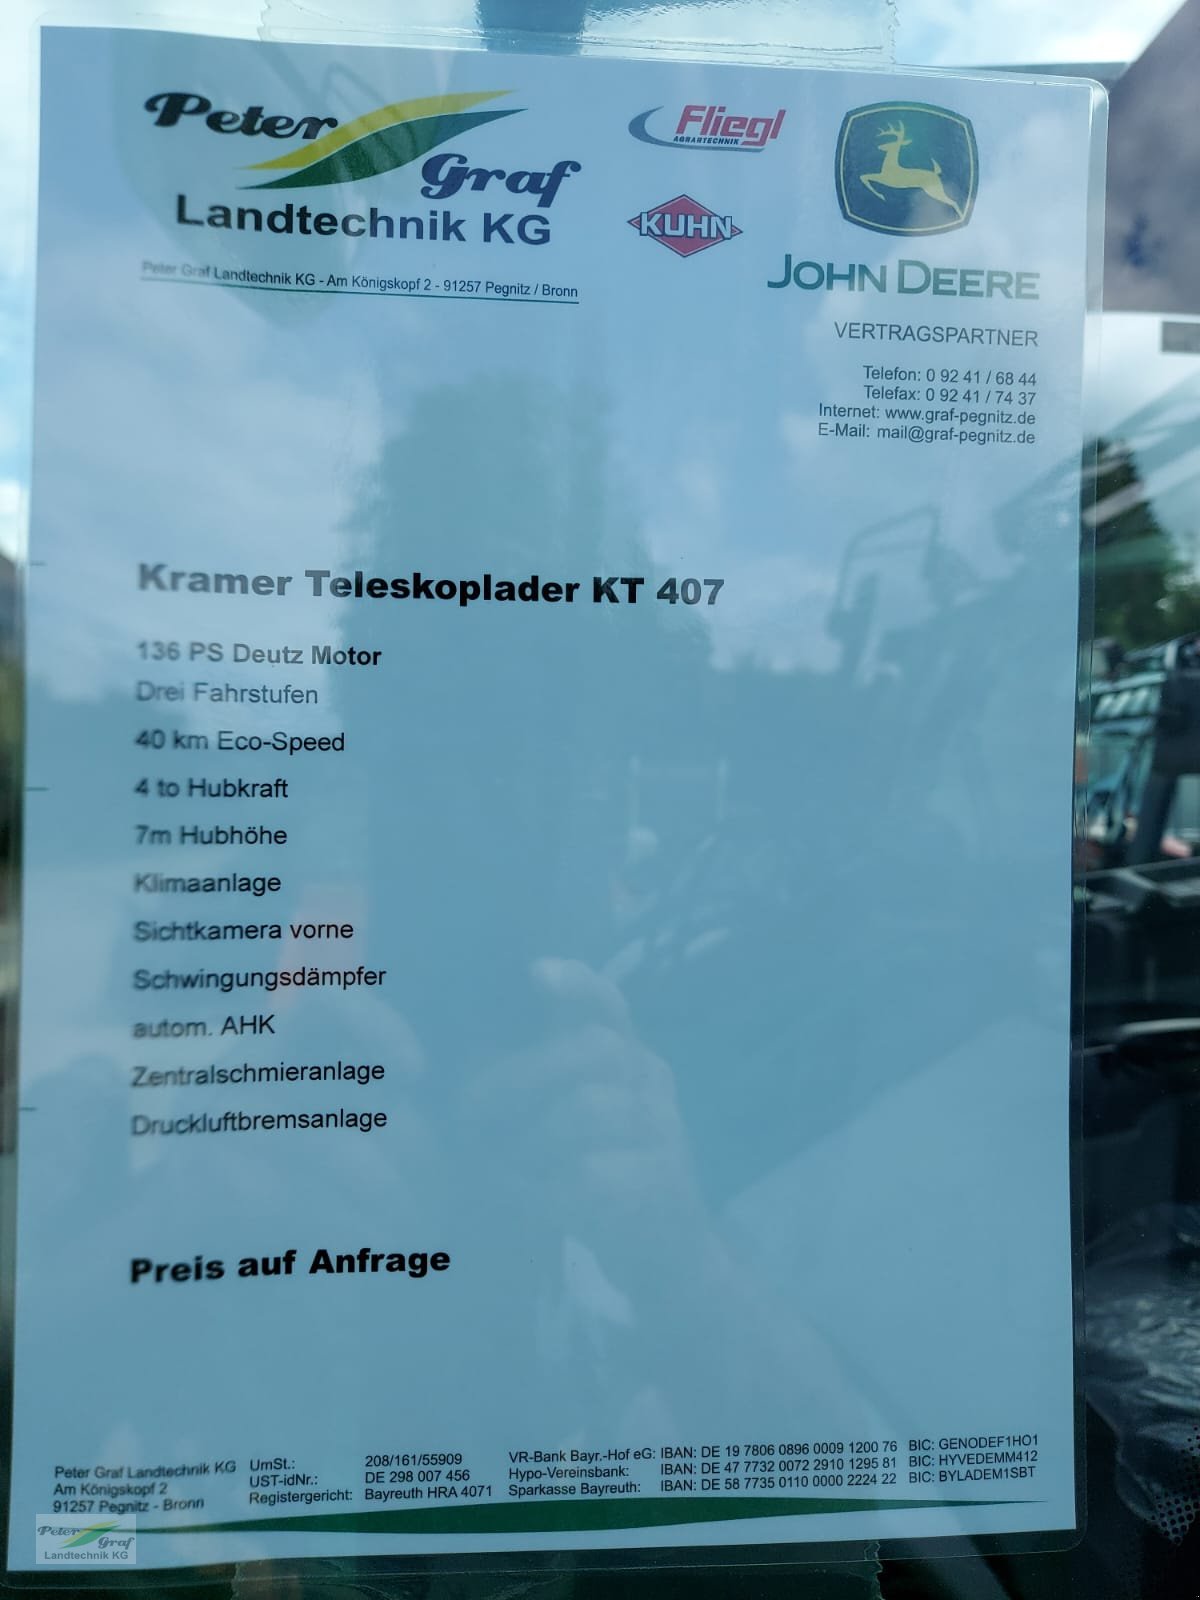 Peter Graf
Landtechnik KG
Peter Graf Landtechnik KG - Am Königskopf 2 - 91257 Pegnitz / Bronn
Fliegl
AGRARTECHNIK
KUHN
JOHN DEERE
VERTRAGSPARTNER
Telefon: 0 92 41 / 68 44
Telefax: 0 92 41 / 74 37
Internet: www.graf-pegnitz.de
E-Mail: mail@graf-pegnitz.de
Kramer Teleskoplader KT 407
136 PS Deutz Motor
Drei Fahrstufen
40 km Eco-Speed
4 to Hubkraft
7m Hubhöhe
Klimaanlage
Sichtkamera vorne
Schwingungsdämpfer
autom. AHK
Zentralschmieranlage
Druckluftbremsanlage
Preis auf Anfrage
Peter Graf Landtechnik KG
Am Königskopf 2
91257 Pegnitz - Bronn
UmSt.: 208/161/55909
UST-idNr.: DE 298 007 456
Registergericht: Bayreuth HRA 4071
VR-Bank Bayr.-Hof eG: IBAN: DE 19 7806 0896 0009 1200 76 BIC: GENODEF1HO1
Hypo-Vereinsbank: IBAN: DE 47 7732 0072 2910 1295 81 BIC: HYVEDEMM412
Sparkasse Bayreuth: IBAN: DE 58 7735 0110 0000 2224 22 BIC: BYLADEM1SBT
Peter Graf
Landtechnik KG